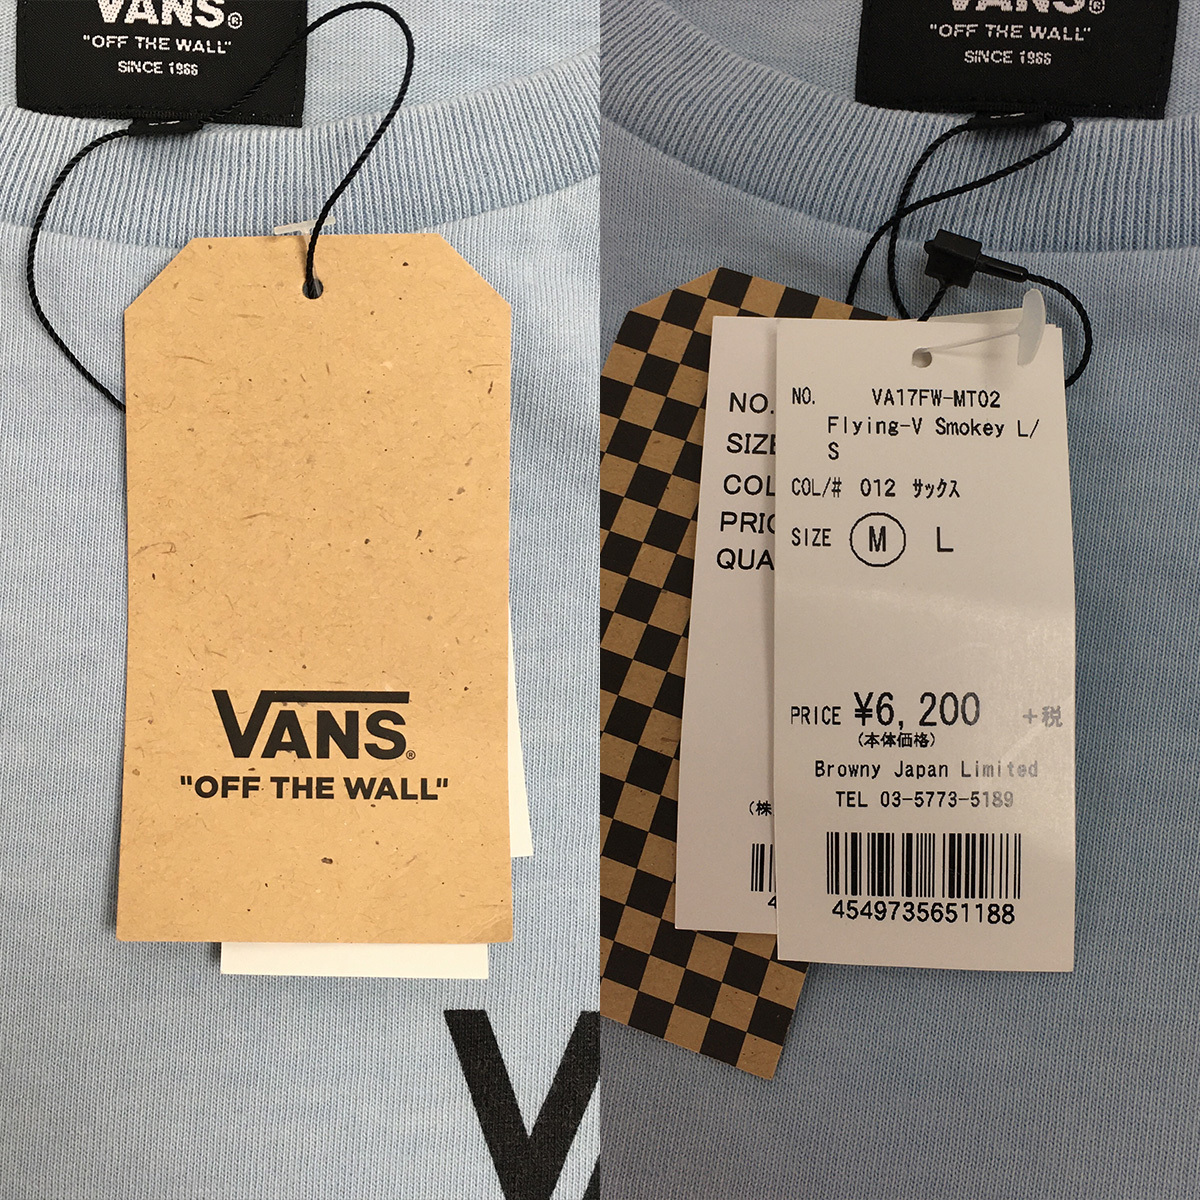 VANS®
"OFF THE WALL"
SINCE 1966
VANS®
"OFF THE WALL"
VANS®
"OFF THE WALL"
SINCE 1966
NO.
SIZE
COL
PRIC
QUA
(株
4
NO. VA17FW-MT02
Flying-V Smokey L/
S
COL/# 012 サックス
SIZE M L
PRICE ¥6,200 +税
(本体価格)
Browny Japan Limited
TEL 03-5773-5189
4549735651188